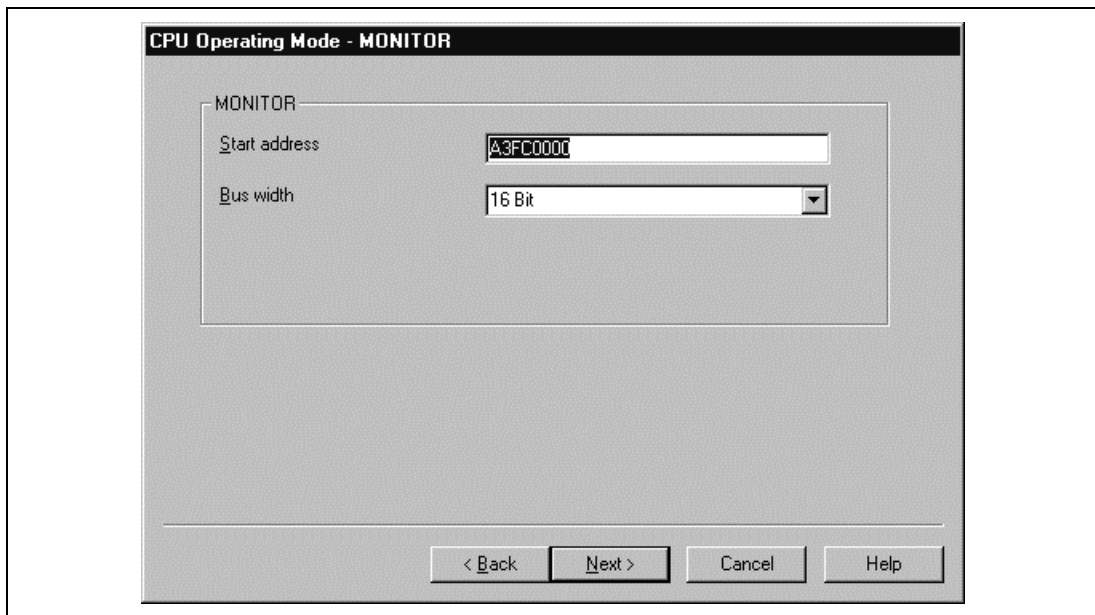 CPU Operating Mode - MONITOR
MONITOR
Start address
A3FC0000
Bus width
16 Bit
< Back
Next >
Cancel
Help